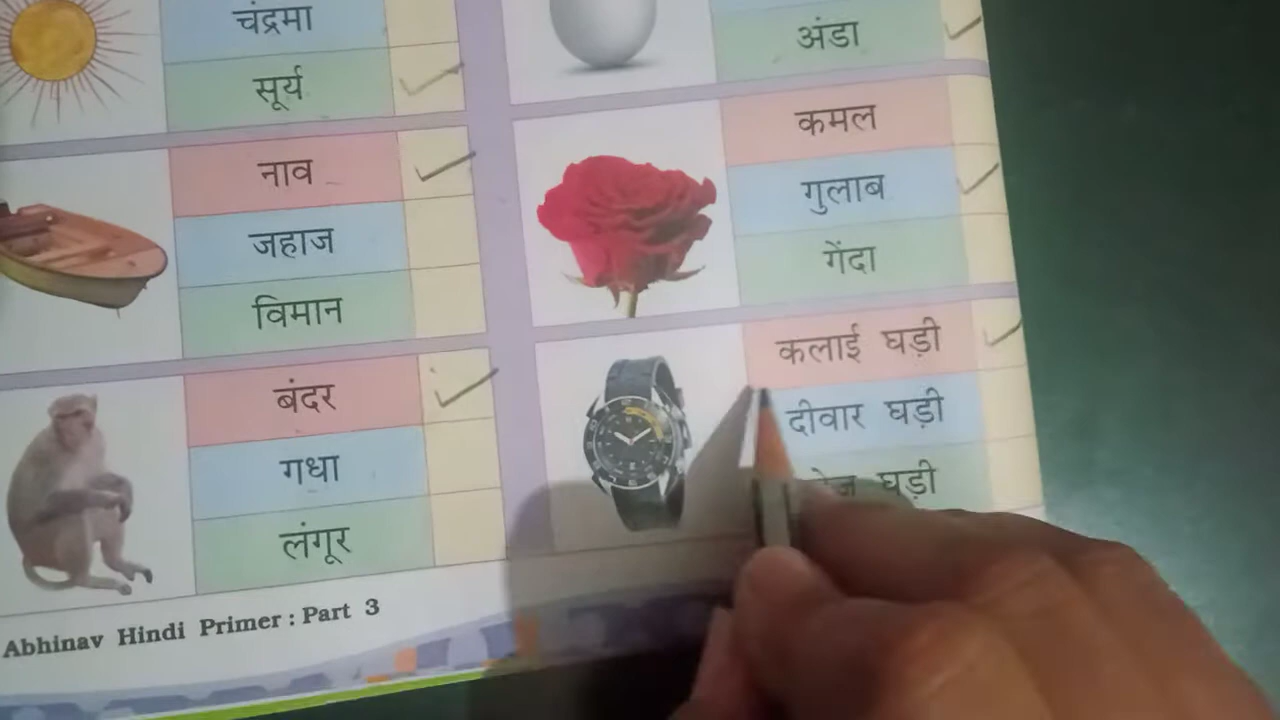 चंद्रमा
सूर्य
नाव
जहाज
विमान
बंदर
गधा
लंगूर
अंडा
कमल
गुलाब
गेंदा
कलाई घड़ी
दीवार घड़ी
घड़ी
Abhinav Hindi Primer : Part 3